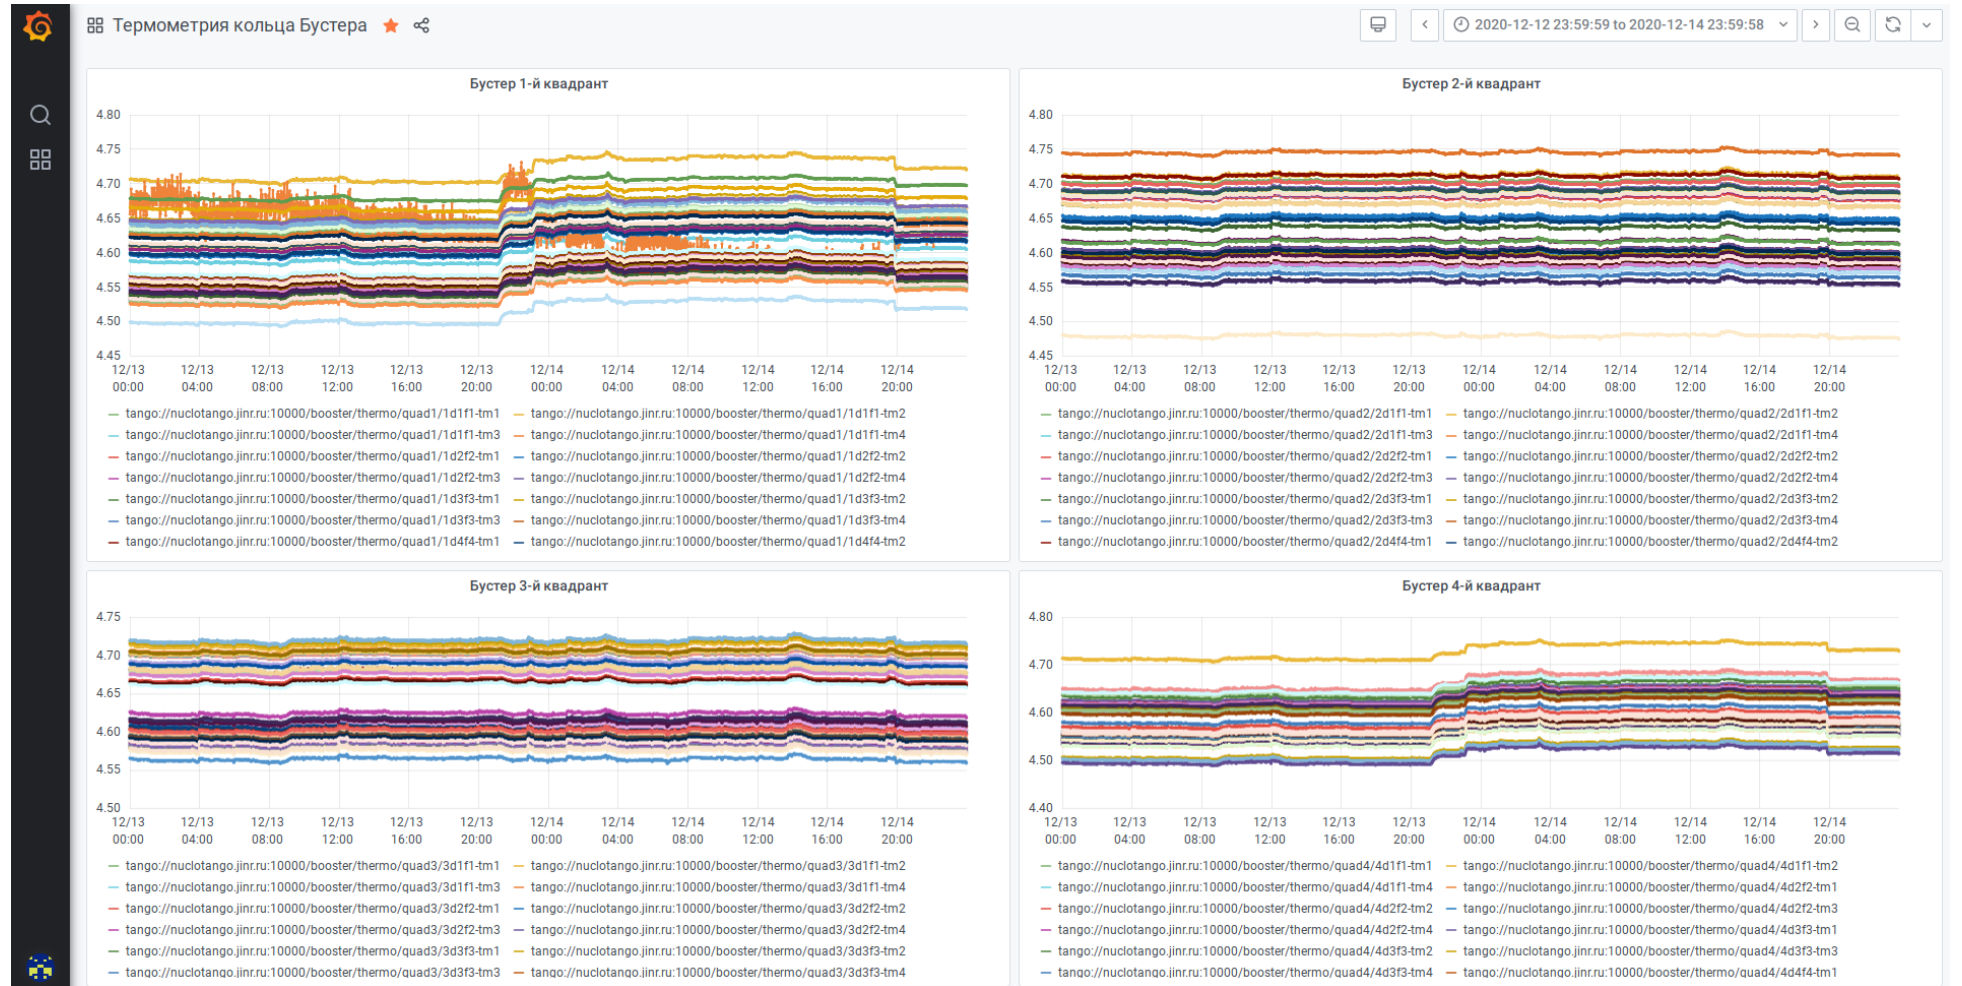 Термометрия кольца Бустера
2020-12-12 23:59:59 to 2020-12-14 23:59:58
Бустер 1-й квадрант
4.80
4.75
4.70
4.65
4.60
4.55
4.50
4.45
12/13 12/13 12/13 12/13 12/13 12/13 12/14 12/14 12/14 12/14 12/14 12/14
00:00 04:00 08:00 12:00 16:00 20:00 00:00 04:00 08:00 12:00 16:00 20:00
tango://nuclotango.jinr.ru:10000/booster/thermo/quad1/1d1f1-tm1 tango://nuclotango.jinr.ru:10000/booster/thermo/quad1/1d1f1-tm2
tango://nuclotango.jinr.ru:10000/booster/thermo/quad1/1d1f1-tm3 tango://nuclotango.jinr.ru:10000/booster/thermo/quad1/1d1f1-tm4
tango://nuclotango.jinr.ru:10000/booster/thermo/quad1/1d2f2-tm1 tango://nuclotango.jinr.ru:10000/booster/thermo/quad1/1d2f2-tm2
tango://nuclotango.jinr.ru:10000/booster/thermo/quad1/1d2f2-tm3 tango://nuclotango.jinr.ru:10000/booster/thermo/quad1/1d2f2-tm4
tango://nuclotango.jinr.ru:10000/booster/thermo/quad1/1d3f3-tm1 tango://nuclotango.jinr.ru:10000/booster/thermo/quad1/1d3f3-tm2
tango://nuclotango.jinr.ru:10000/booster/thermo/quad1/1d3f3-tm3 tango://nuclotango.jinr.ru:10000/booster/thermo/quad1/1d3f3-tm4
tango://nuclotango.jinr.ru:10000/booster/thermo/quad1/1d4f4-tm1 tango://nuclotango.jinr.ru:10000/booster/thermo/quad1/1d4f4-tm2
Бустер 2-й квадрант
4.80
4.75
4.70
4.65
4.60
4.55
4.50
4.45
12/13 12/13 12/13 12/13 12/13 12/13 12/14 12/14 12/14 12/14 12/14 12/14
00:00 04:00 08:00 12:00 16:00 20:00 00:00 04:00 08:00 12:00 16:00 20:00
tango://nuclotango.jinr.ru:10000/booster/thermo/quad2/2d1f1-tm1 tango://nuclotango.jinr.ru:10000/booster/thermo/quad2/2d1f1-tm2
tango://nuclotango.jinr.ru:10000/booster/thermo/quad2/2d1f1-tm3 tango://nuclotango.jinr.ru:10000/booster/thermo/quad2/2d1f1-tm4
tango://nuclotango.jinr.ru:10000/booster/thermo/quad2/2d2f2-tm1 tango://nuclotango.jinr.ru:10000/booster/thermo/quad2/2d2f2-tm2
tango://nuclotango.jinr.ru:10000/booster/thermo/quad2/2d2f2-tm3 tango://nuclotango.jinr.ru:10000/booster/thermo/quad2/2d2f2-tm4
tango://nuclotango.jinr.ru:10000/booster/thermo/quad2/2d3f3-tm1 tango://nuclotango.jinr.ru:10000/booster/thermo/quad2/2d3f3-tm2
tango://nuclotango.jinr.ru:10000/booster/thermo/quad2/2d3f3-tm3 tango://nuclotango.jinr.ru:10000/booster/thermo/quad2/2d3f3-tm4
tango://nuclotango.jinr.ru:10000/booster/thermo/quad2/2d4f4-tm1 tango://nuclotango.jinr.ru:10000/booster/thermo/quad2/2d4f4-tm2
Бустер 3-й квадрант
4.75
4.70
4.65
4.60
4.55
4.50
12/13 12/13 12/13 12/13 12/13 12/13 12/14 12/14 12/14 12/14 12/14 12/14
00:00 04:00 08:00 12:00 16:00 20:00 00:00 04:00 08:00 12:00 16:00 20:00
tango://nuclotango.jinr.ru:10000/booster/thermo/quad3/3d1f1-tm1 tango://nuclotango.jinr.ru:10000/booster/thermo/quad3/3d1f1-tm2
tango://nuclotango.jinr.ru:10000/booster/thermo/quad3/3d1f1-tm3 tango://nuclotango.jinr.ru:10000/booster/thermo/quad3/3d1f1-tm4
tango://nuclotango.jinr.ru:10000/booster/thermo/quad3/3d2f2-tm1 tango://nuclotango.jinr.ru:10000/booster/thermo/quad3/3d2f2-tm2
tango://nuclotango.jinr.ru:10000/booster/thermo/quad3/3d2f2-tm3 tango://nuclotango.jinr.ru:10000/booster/thermo/quad3/3d2f2-tm4
tango://nuclotango.jinr.ru:10000/booster/thermo/quad3/3d3f3-tm1 tango://nuclotango.jinr.ru:10000/booster/thermo/quad3/3d3f3-tm2
tango://nuclotango.jinr.ru:10000/booster/thermo/quad3/3d3f3-tm3 tango://nuclotango.jinr.ru:10000/booster/thermo/quad3/3d3f3-tm4
Бустер 4-й квадрант
4.80
4.70
4.60
4.50
4.40
12/13 12/13 12/13 12/13 12/13 12/13 12/14 12/14 12/14 12/14 12/14 12/14
00:00 04:00 08:00 12:00 16:00 20:00 00:00 04:00 08:00 12:00 16:00 20:00
tango://nuclotango.jinr.ru:10000/booster/thermo/quad4/4d1f1-tm1 tango://nuclotango.jinr.ru:10000/booster/thermo/quad4/4d1f1-tm2
tango://nuclotango.jinr.ru:10000/booster/thermo/quad4/4d1f1-tm4 tango://nuclotango.jinr.ru:10000/booster/thermo/quad4/4d2f2-tm1
tango://nuclotango.jinr.ru:10000/booster/thermo/quad4/4d2f2-tm2 tango://nuclotango.jinr.ru:10000/booster/thermo/quad4/4d2f2-tm3
tango://nuclotango.jinr.ru:10000/booster/thermo/quad4/4d2f2-tm4 tango://nuclotango.jinr.ru:10000/booster/thermo/quad4/4d3f3-tm1
tango://nuclotango.jinr.ru:10000/booster/thermo/quad4/4d3f3-tm2 tango://nuclotango.jinr.ru:10000/booster/thermo/quad4/4d3f3-tm3
tango://nuclotango.jinr.ru:10000/booster/thermo/quad4/4d3f3-tm4 tango://nuclotango.jinr.ru:10000/booster/thermo/quad4/4d4f4-tm1